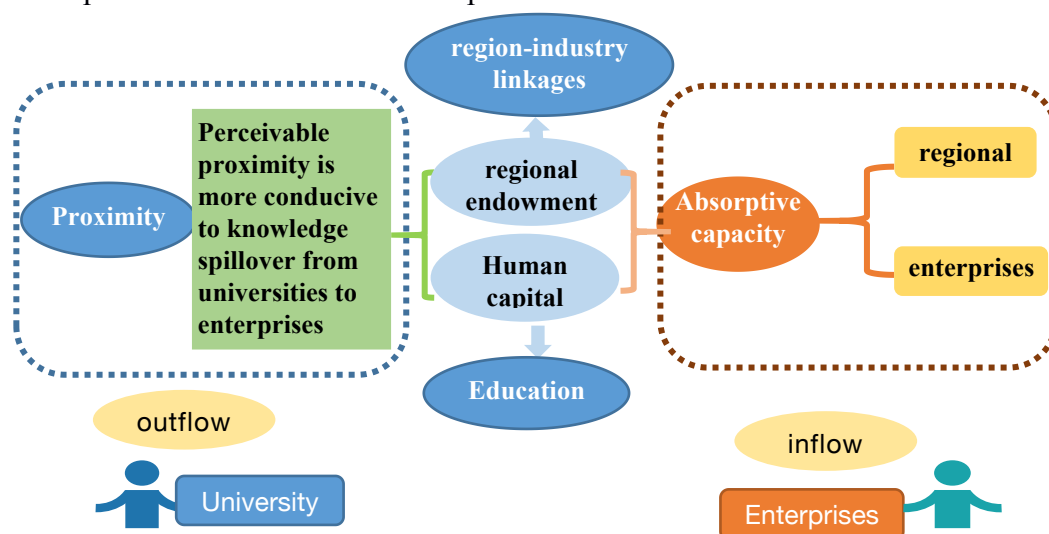 region-industry
linkages
Perceivable
proximity is
more conducive
to knowledge
spillover from
universities to
enterprises
Proximity
regional
endowment
Human
capital
Absorptive
capacity
regional
enterprises
Education
outflow
inflow
University
Enterprises